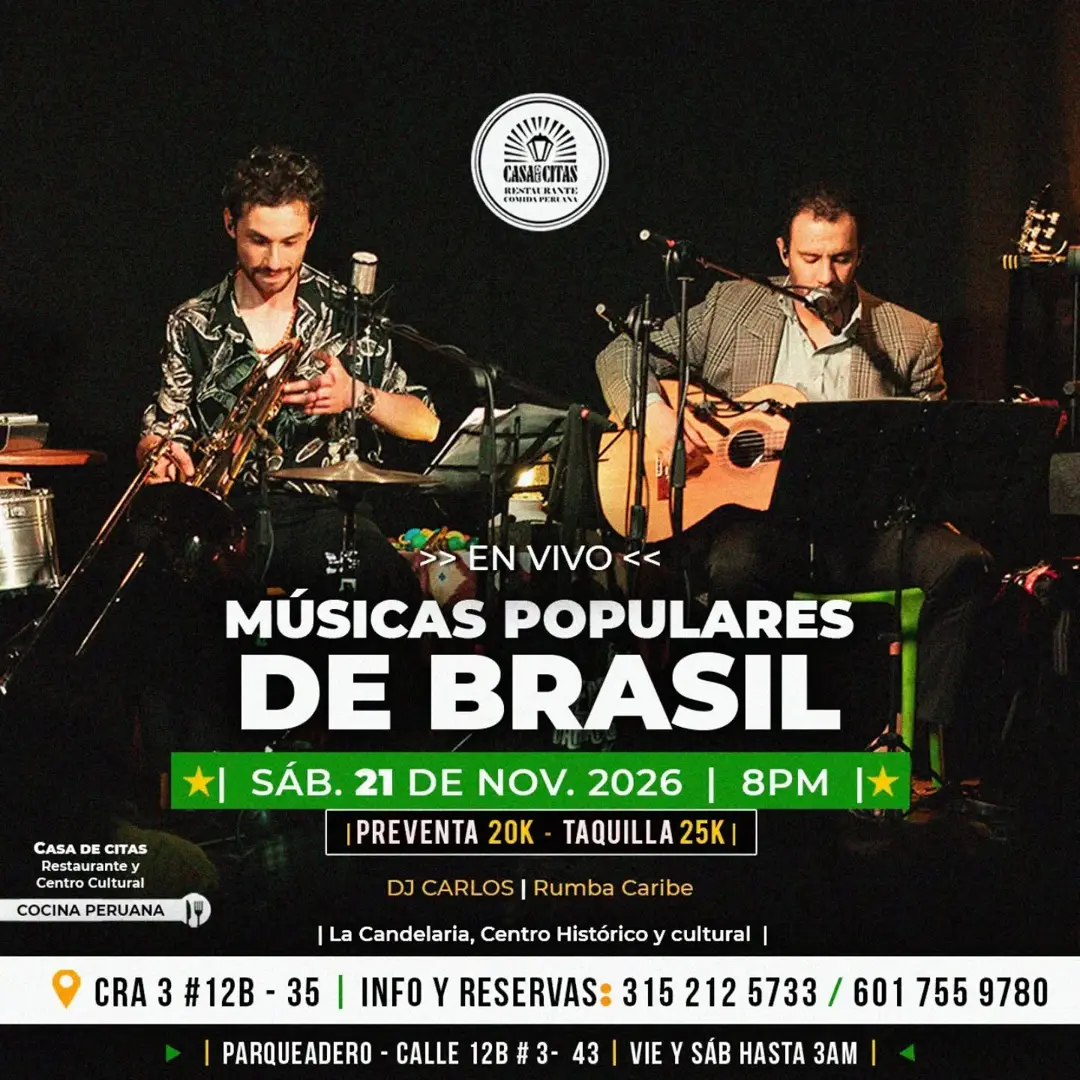 CASA DE CITAS
RESTAURANTE
COMIDA PERUANA
>> EN VIVO <<
MÚSICAS POPULARES
DE BRASIL
★| SÁB. 21 DE NOV. 2026 | 8PM |★
|PREVENTA 20K - TAQUILLA 25K|
CASA DE CITAS
Restaurante y
Centro Cultural
COCINA PERUANA
DJ CARLOS | Rumba Caribe
| La Candelaria, Centro Histórico y cultural |
CRA 3 #12B - 35 | INFO Y RESERVAS: 315 212 5733 / 601 755 9780
| PARQUEADERO - CALLE 12B # 3- 43 | VIE Y SÁB HASTA 3AM |